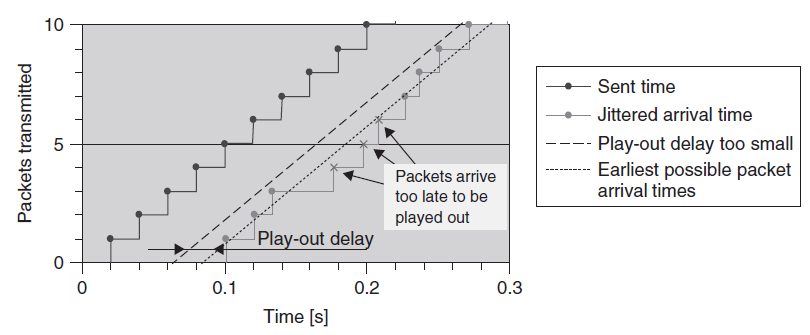 10
5
0
Packets transmitted
0
0.1
0.2
0.3
Time [s]
Play-out delay
Packets arrive
too late to be
played out
Sent time
Jittered arrival time
Play-out delay too small
Earliest possible packet
arrival times